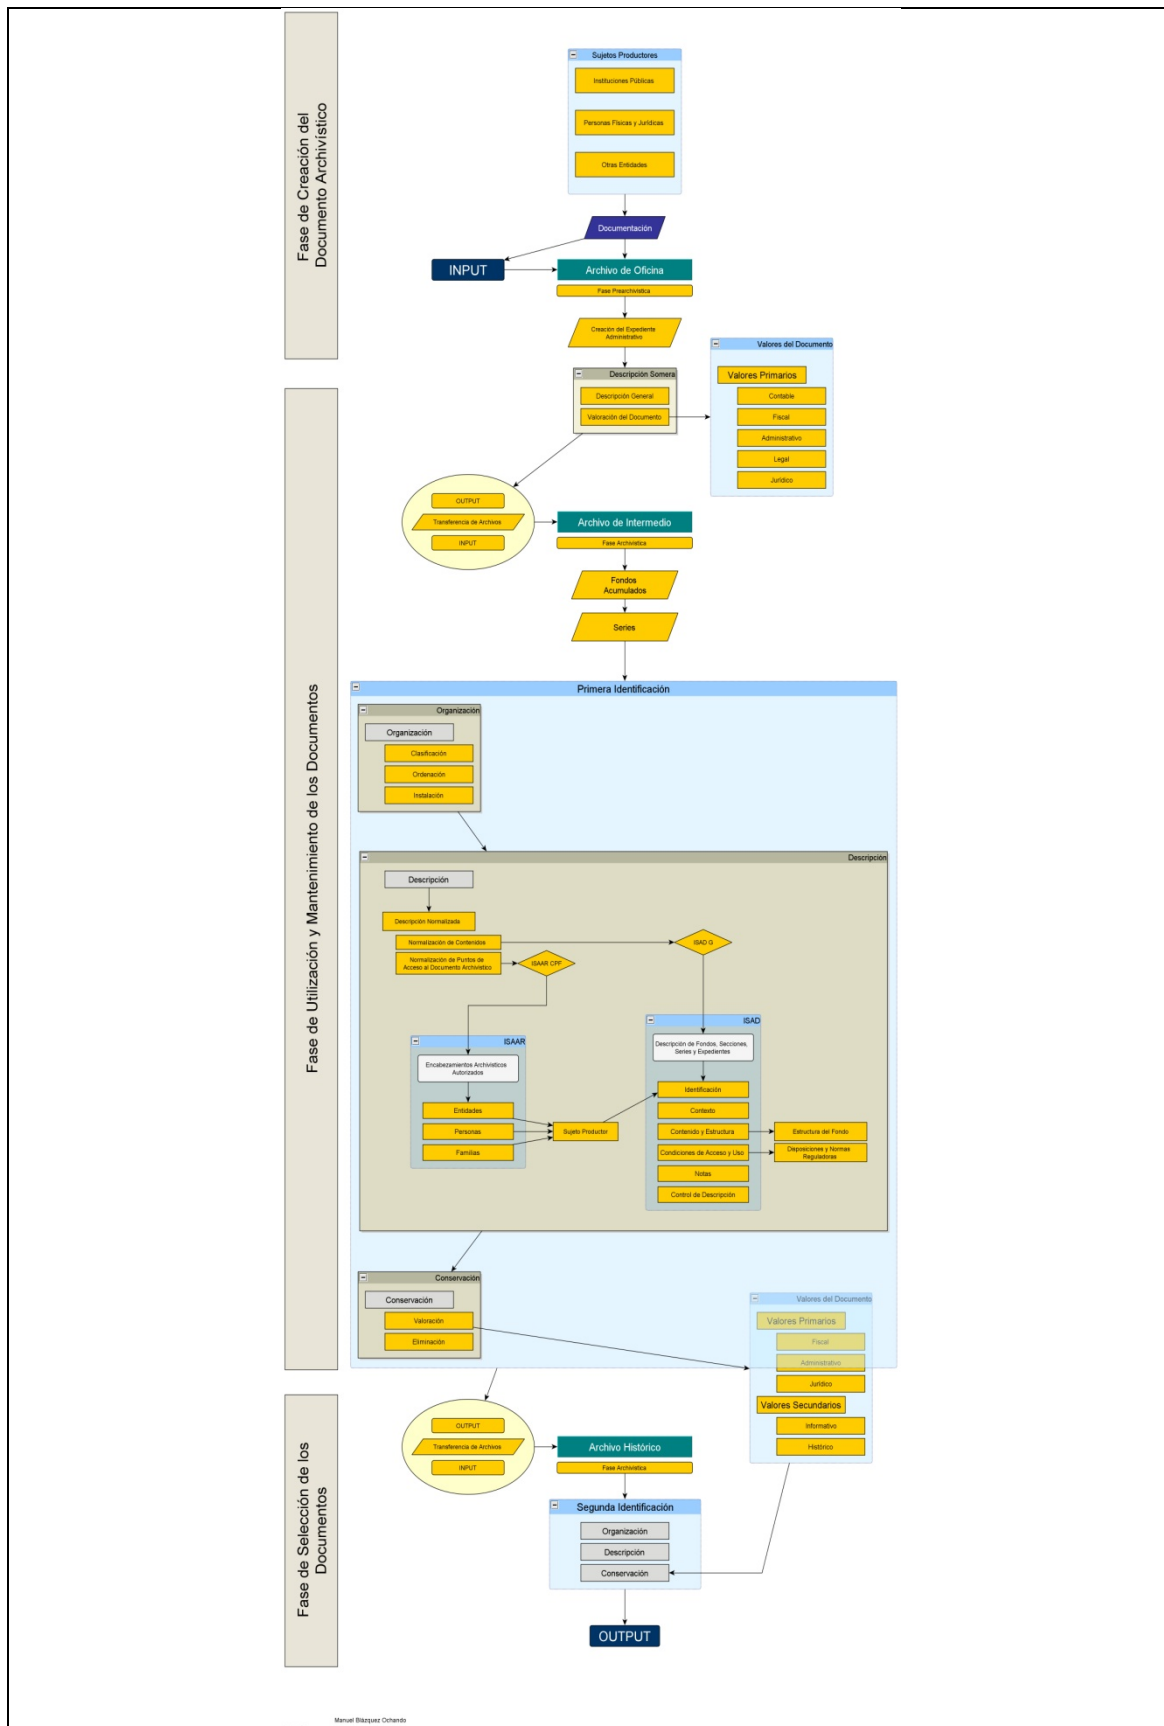 Fase de Creación del
Documento Archivístico
Sujetos Productores
Instituciones Públicas
Personas Físicas y Jurídicas
Otras Entidades
Documentación
INPUT
Archivo de Oficina
Fase Prearchivística
Creación del Expediente
Administrativo
Descripción Somera
Descripción General
Valoración del Documento
Valores del Documento
Valores Primarios
Contable
Fiscal
Administrativo
Legal
Jurídico
Fase de Utilización y Mantenimiento de los Documentos
OUTPUT
Transferencia de Archivos
INPUT
Archivo de Intermedio
Fase Archivística
Fondos
Acumulados
Series
Primera Identificación
Organización
Organización
Clasificación
Ordenación
Instalación
Descripción
Descripción
Descripción Normalizada
Normalización de Contenidos
Normalización de Puntos de
Acceso al Documento Archivístico
ISAAR CPF
ISAD G
ISAAR
Encabezamientos Archivísticos
Autorizados
Entidades
Personas
Familias
Sujeto Productor
ISAD
Descripción de Fondos, Secciones,
Series y Expedientes
Identificación
Contexto
Contenido y Estructura
Condiciones de Acceso y Uso
Notas
Control de Descripción
Estructura del Fondo
Disposiciones y Normas
Reguladoras
Conservación
Conservación
Valoración
Eliminación
Valores del Documento
Valores Primarios
Fiscal
Administrativo
Jurídico
Valores Secundarios
Informativo
Histórico
Fase de Selección de los
Documentos
OUTPUT
Transferencia de Archivos
INPUT
Archivo Histórico
Fase Archivística
Segunda Identificación
Organización
Descripción
Conservación
OUTPUT
Manuel Blázquez Ochando